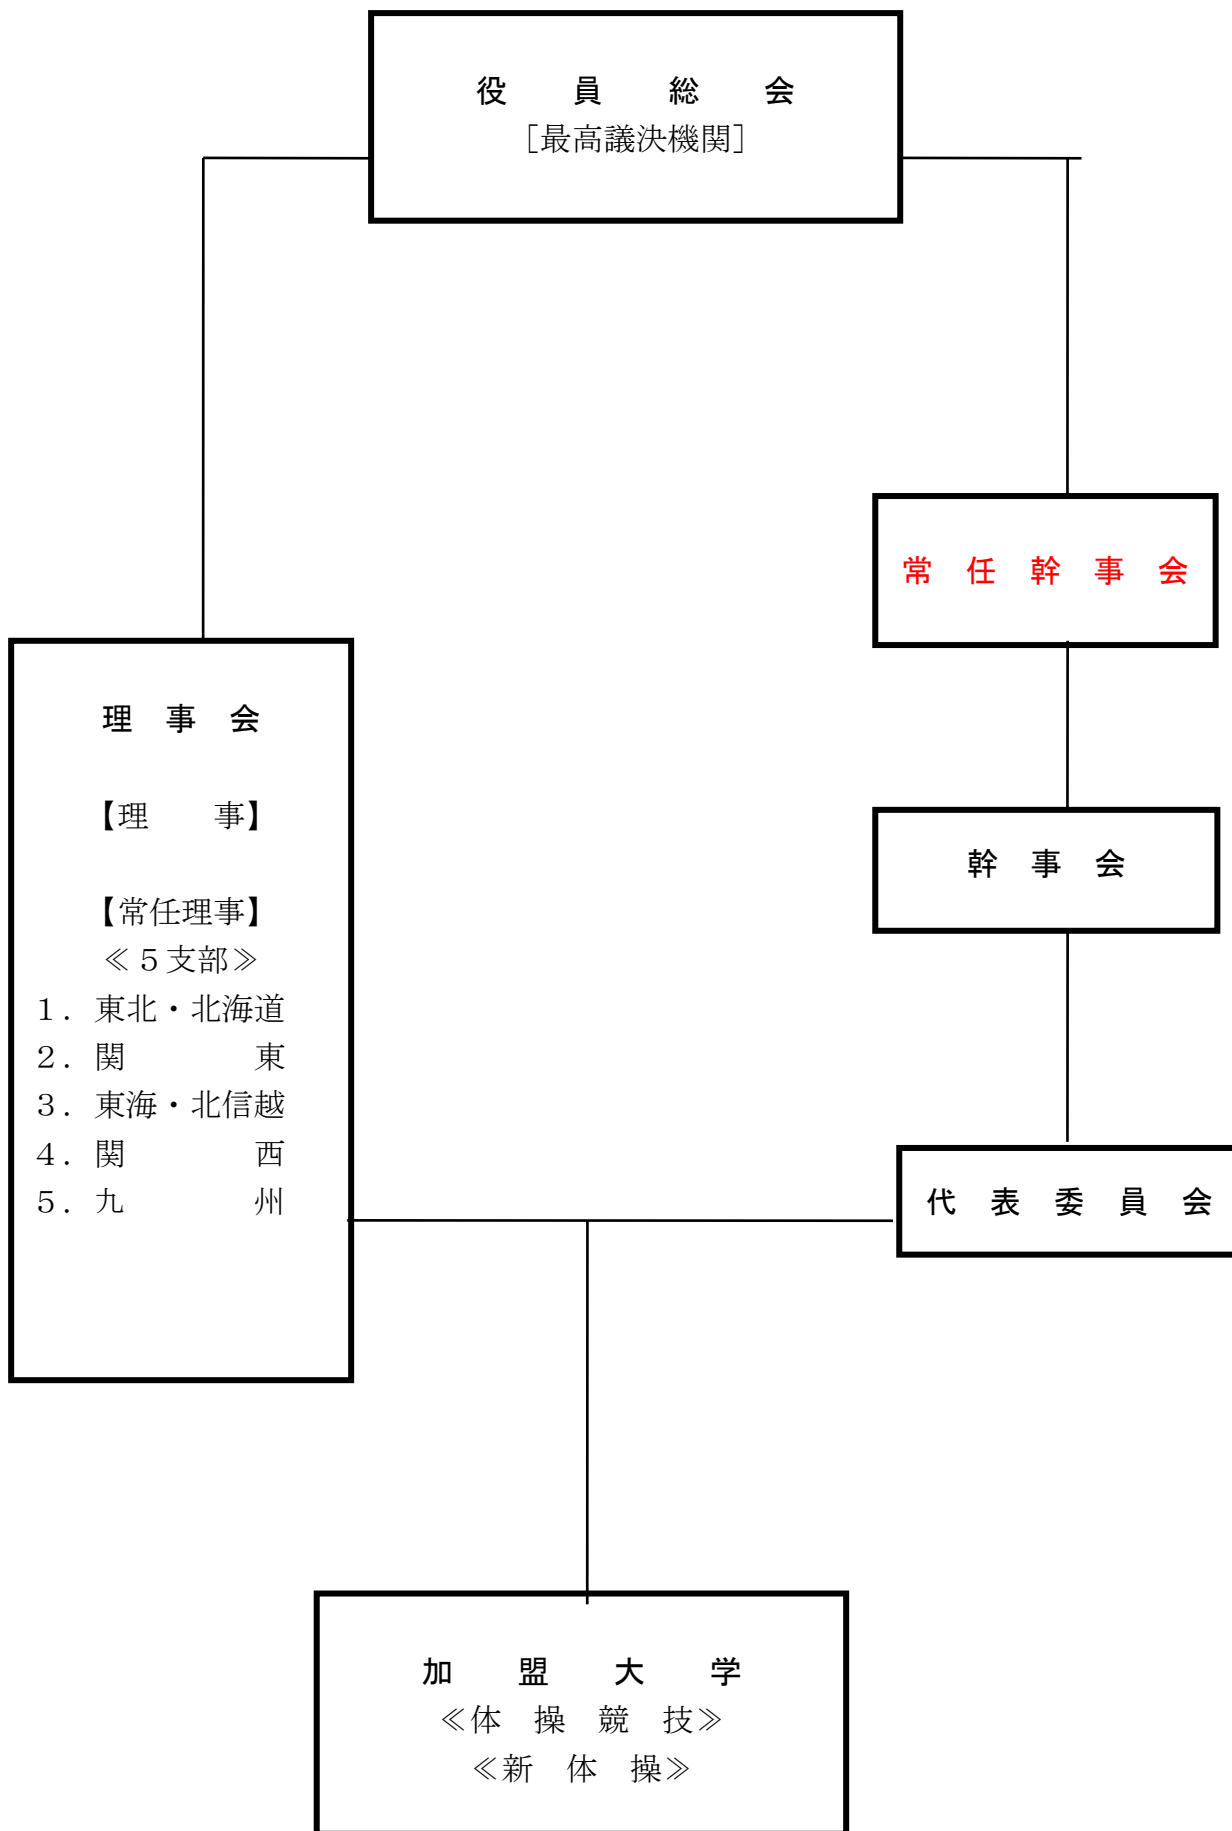 役　員　総　会
［最高議決機関］
常　任　幹　事　会
理　事　会
【理　　事】
幹　事　会
【常任理事】
≪５支部≫
１．東北・北海道
２．関　　　　東
３．東海・北信越
４．関　　　　西
５．九　　　　州
代　表　委　員　会
加　盟　大　学
≪体　操　競　技≫
≪新　体　操≫